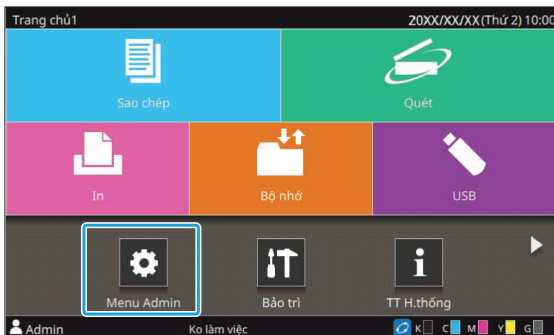 Trang chủ1 20XX/XX/XX(Thứ 2) 10:00
Sao chép Quét
In Bộ nhớ USB
Menu Admin Bảo trì TT H.thống
Admin Ko làm việc K C M Y G